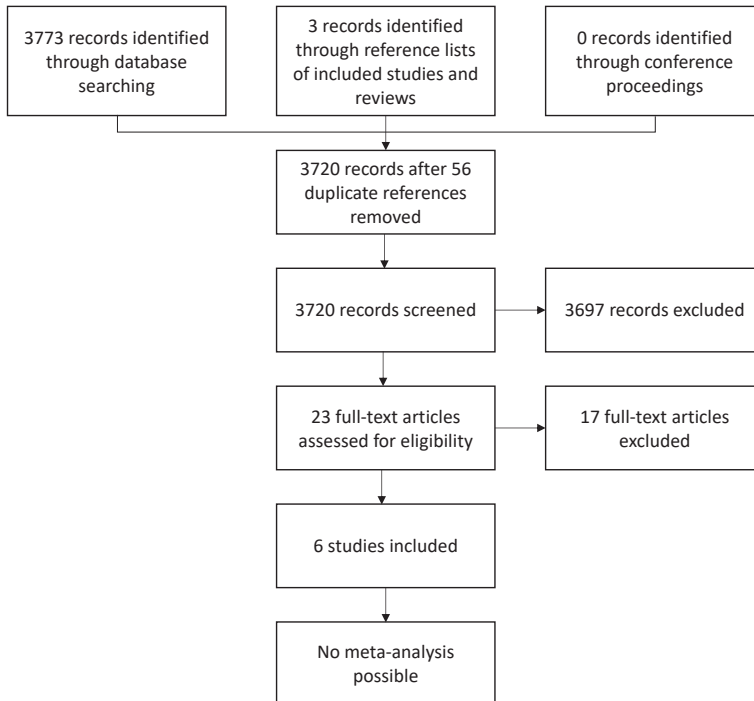 3773 records identified
through database
searching
3 records identified
through reference lists
of included studies and
reviews
0 records identified
through conference
proceedings
3720 records after 56
duplicate references
removed
3720 records screened
3697 records excluded
23 full-text articles
assessed for eligibility
17 full-text articles
excluded
6 studies included
No meta-analysis
possible